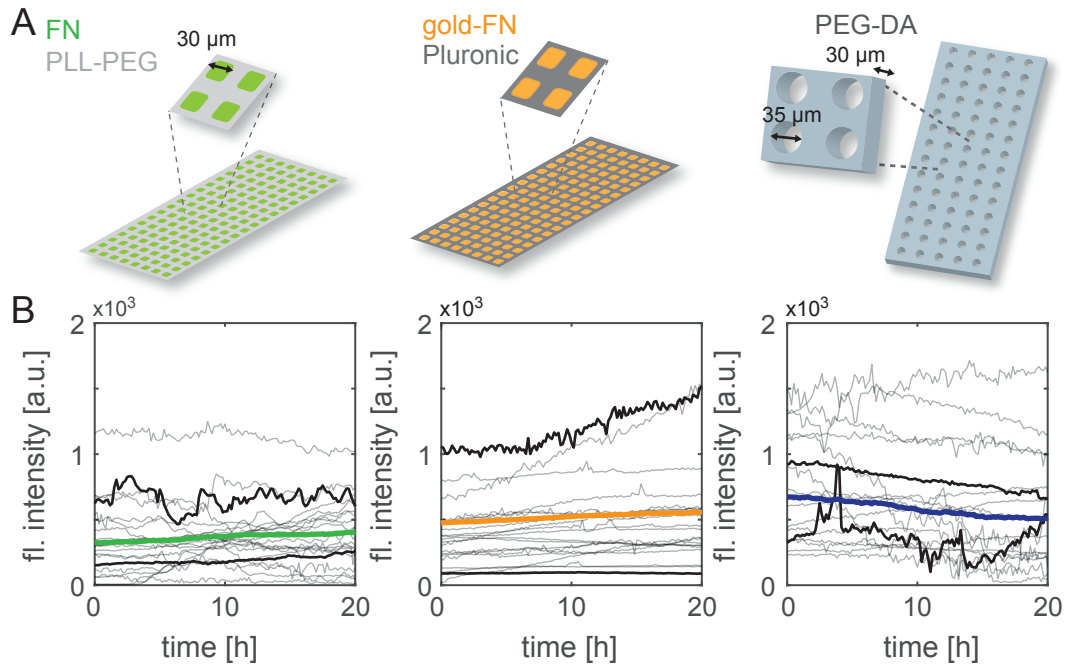 A
FN
PLL-PEG
30 µm
gold-FN
Pluronic
PEG-DA
30 µm
35 µm
B
x10³
fl. intensity [a.u.]
2
1
0
0 10 20
time [h]
x10³
fl. intensity [a.u.]
2
1
0
0 10 20
time [h]
x10³
fl. intensity [a.u.]
2
1
0
0 10 20
time [h]